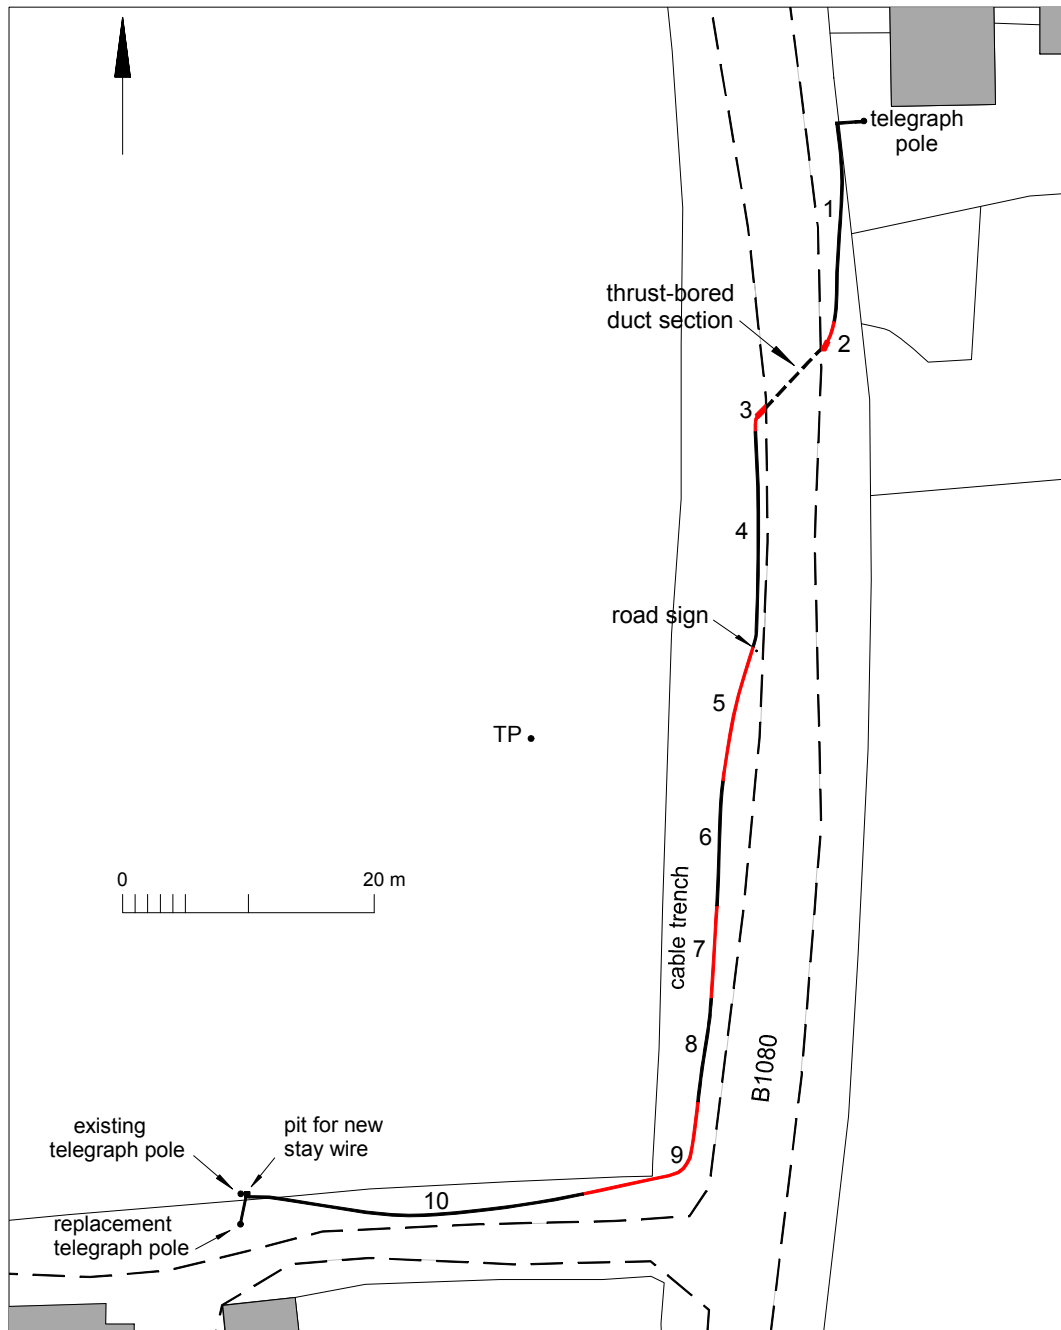 telegraph
pole
1
thrust-bored
duct section
2
3
4
road sign
5
TP
6
0 20 m
cable trench
7
8
B1080
existing
telegraph pole
pit for new
stay wire
9
10
replacement
telegraph pole